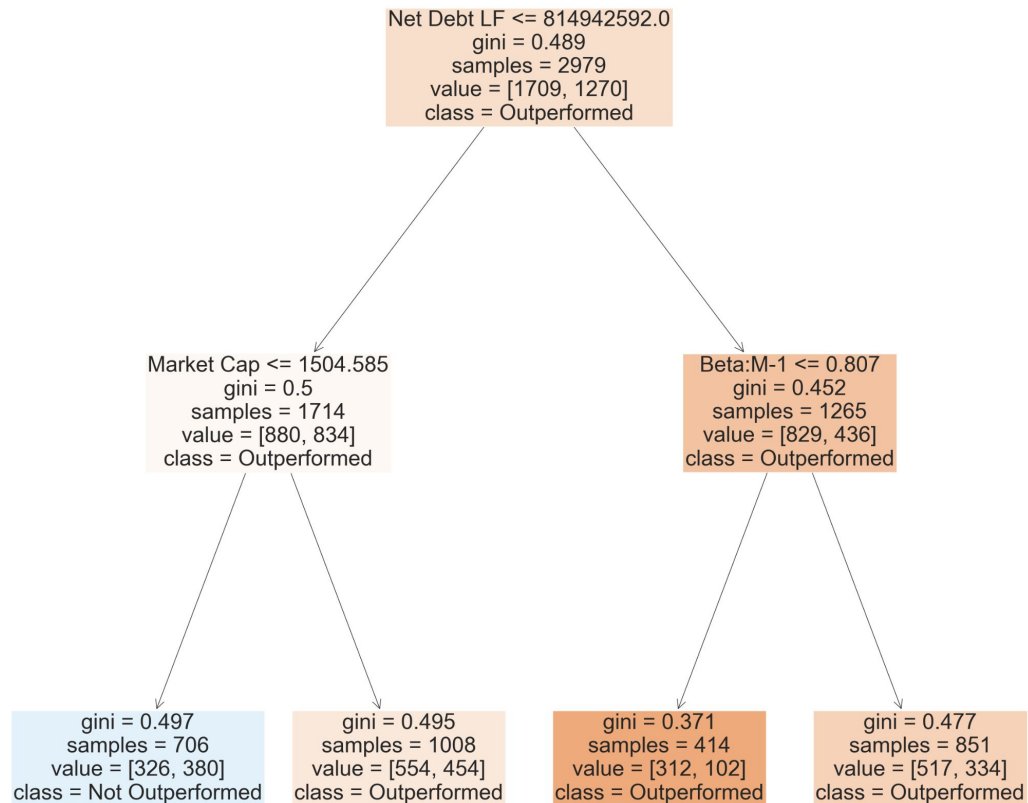 Net Debt LF <= 814942592.0
gini = 0.489
samples = 2979
value = [1709, 1270]
class = Outperformed
Market Cap <= 1504.585
gini = 0.5
samples = 1714
value = [880, 834]
class = Outperformed
Beta:M-1 <= 0.807
gini = 0.452
samples = 1265
value = [829, 436]
class = Outperformed
gini = 0.497
samples = 706
value = [326, 380]
class = Not Outperformed
gini = 0.495
samples = 1008
value = [554, 454]
class = Outperformed
gini = 0.371
samples = 414
value = [312, 102]
class = Outperformed
gini = 0.477
samples = 851
value = [517, 334]
class = Outperformed